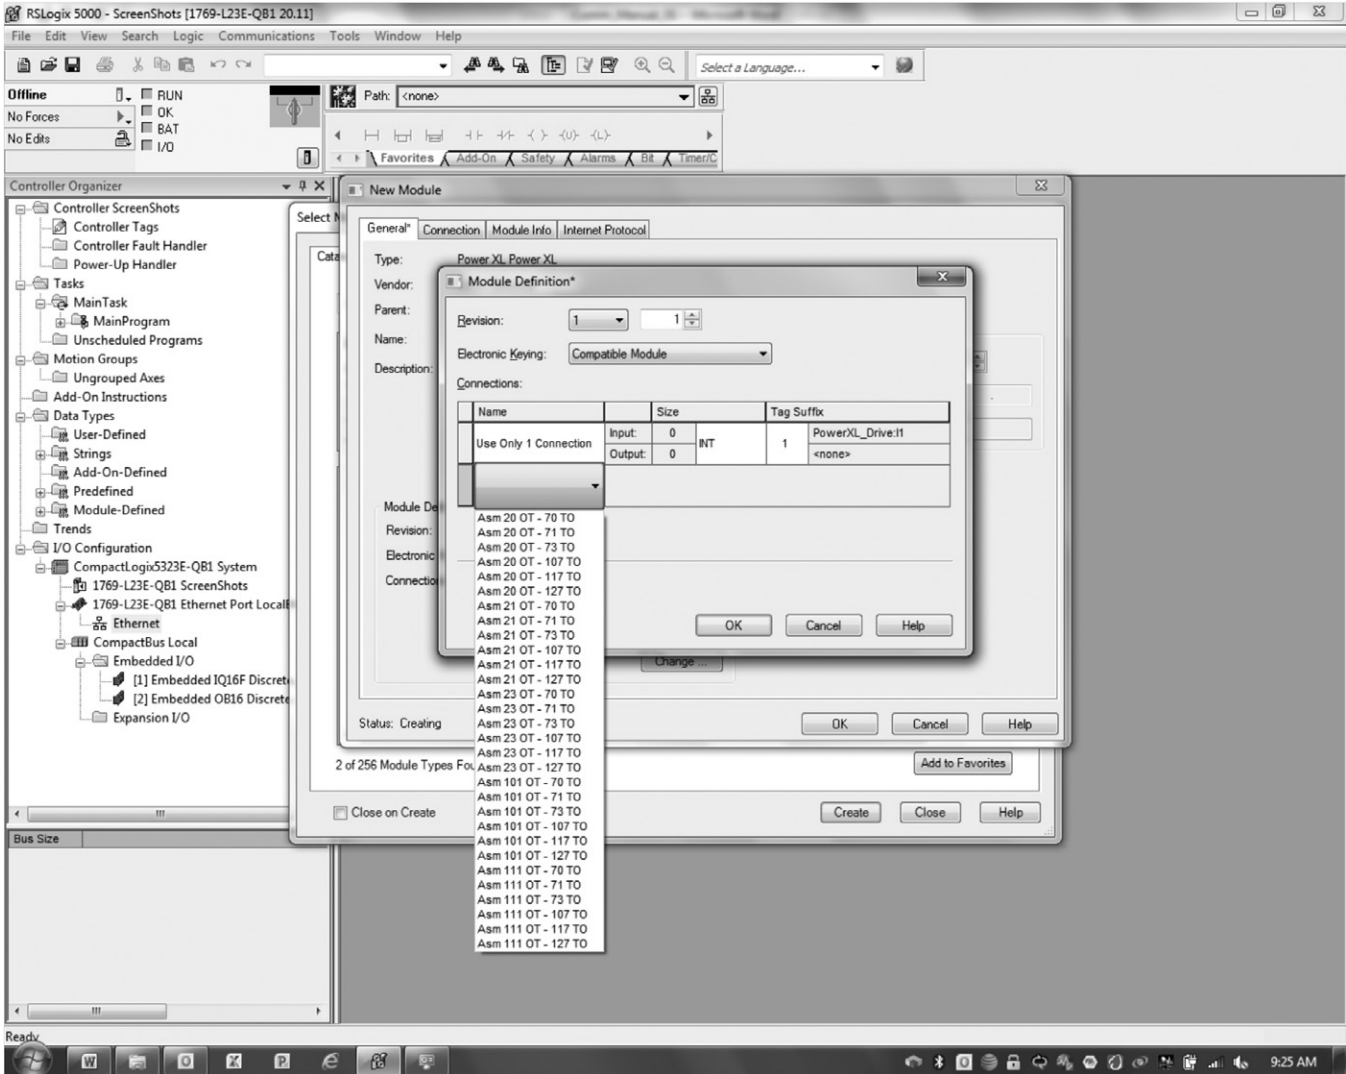 RSLogix 5000 - ScreenShots [1769-L23E-QB1 20.11]
File Edit View Search Logic Communications Tools Window Help
Select a Language...
Offline
RUN
Path: <none>
No Forces
OK
BAT
No Edits
I/O
Favorites Add-On Safety Alarms Bit Timer/C
Controller Organizer
Controller ScreenShots
Controller Tags
Controller Fault Handler
Power-Up Handler
Tasks
MainTask
MainProgram
Unscheduled Programs
Motion Groups
Ungrouped Axes
Add-On Instructions
Data Types
User-Defined
Strings
Add-On-Defined
Predefined
Module-Defined
Trends
I/O Configuration
CompactLogix5323E-QB1 System
1769-L23E-QB1 ScreenShots
1769-L23E-QB1 Ethernet Port LocalE
Ethernet
CompactBus Local
Embedded I/O
[1] Embedded IQ16F Discrete
[2] Embedded OB16 Discrete
Expansion I/O
Bus Size
Select M
Cata
New Module
General* Connection Module Info Internet Protocol
Type: Power XL Power XL
Vendor:
Parent:
Name:
Description:
Module De
Revision:
Electronic
Connectio
Change ...
Status: Creating
OK Cancel Help
Module Definition*
Revision: 1 1
Electronic Keying: Compatible Module
Connections:
Name Size Tag Suffix
Use Only 1 Connection Input: 0 INT 1 PowerXL_Drive:I1
Output: 0 <none>
Asm 20 OT - 70 TO
Asm 20 OT - 71 TO
Asm 20 OT - 73 TO
Asm 20 OT - 107 TO
Asm 20 OT - 117 TO
Asm 20 OT - 127 TO
Asm 21 OT - 70 TO
Asm 21 OT - 71 TO
Asm 21 OT - 73 TO
Asm 21 OT - 107 TO
Asm 21 OT - 117 TO
Asm 21 OT - 127 TO
Asm 23 OT - 70 TO
Asm 23 OT - 71 TO
Asm 23 OT - 73 TO
Asm 23 OT - 107 TO
Asm 23 OT - 117 TO
Asm 23 OT - 127 TO
Asm 101 OT - 70 TO
Asm 101 OT - 71 TO
Asm 101 OT - 73 TO
Asm 101 OT - 107 TO
Asm 101 OT - 117 TO
Asm 101 OT - 127 TO
Asm 111 OT - 70 TO
Asm 111 OT - 71 TO
Asm 111 OT - 73 TO
Asm 111 OT - 107 TO
Asm 111 OT - 117 TO
Asm 111 OT - 127 TO
OK Cancel Help
2 of 256 Module Types Fou
Add to Favorites
Close on Create
Create Close Help
Ready
9:25 AM